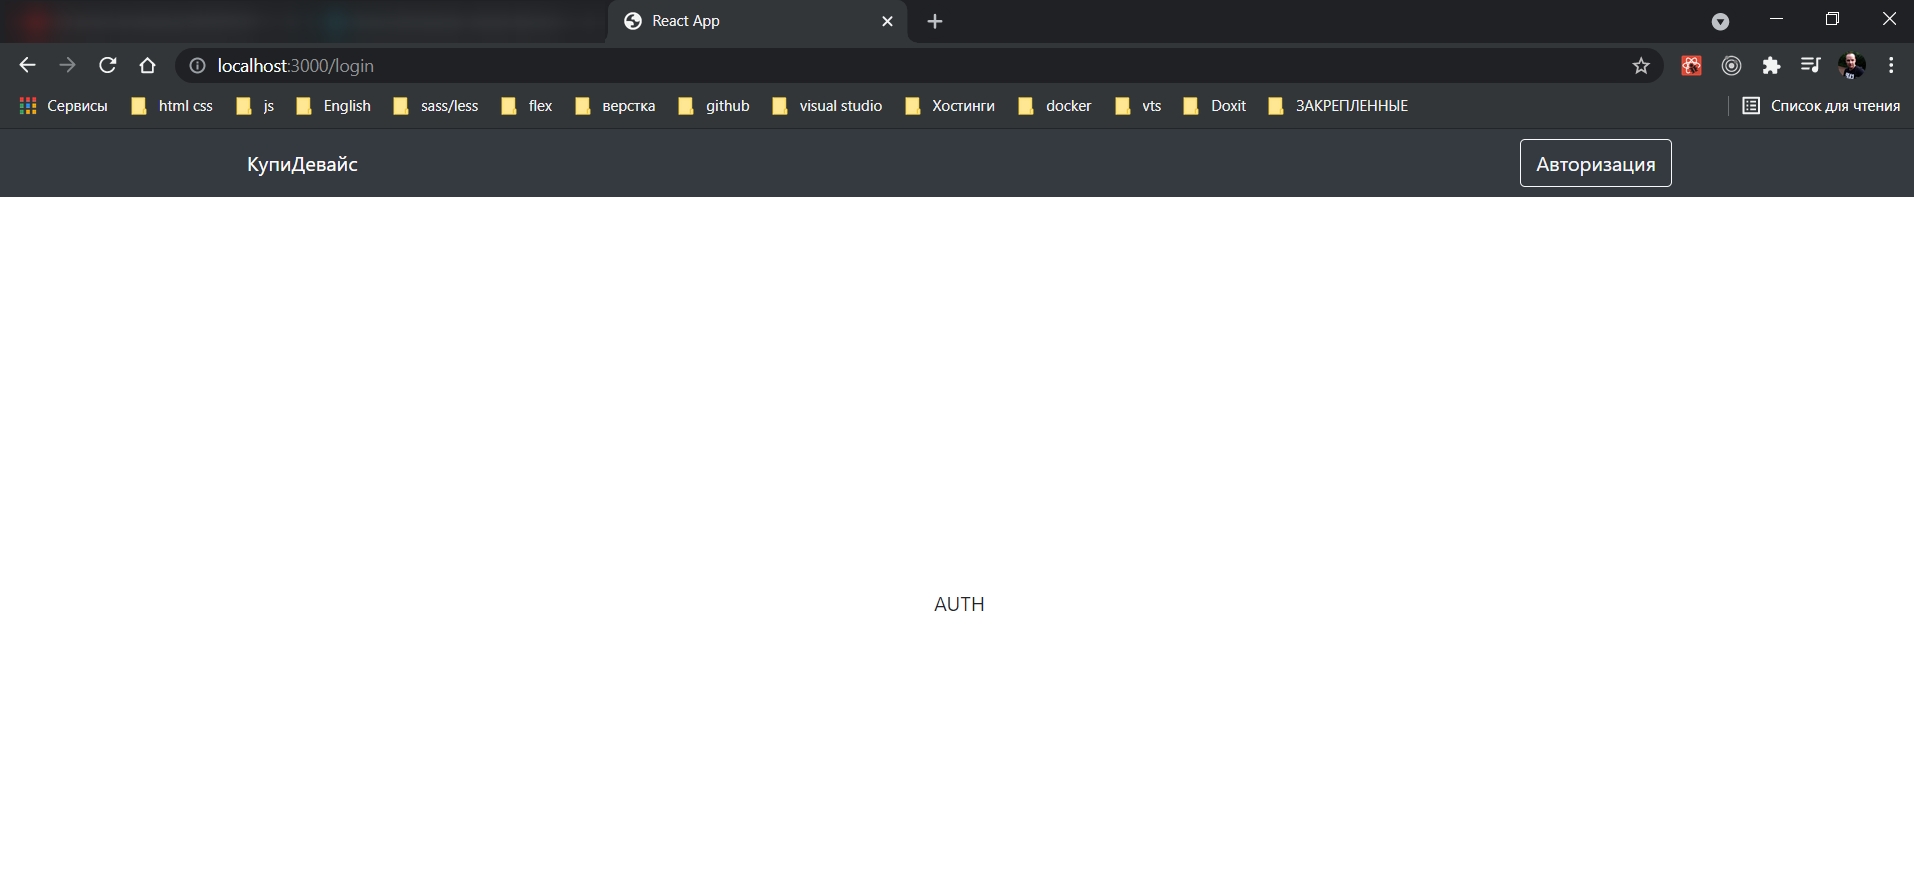 React App
localhost:3000/login
Сервисы html css js English sass/less flex верстка github visual studio Хостинги docker vts Doxit ЗАКРЕПЛЕННЫЕ Список для чтения
КупиДевайс Авторизация
AUTH